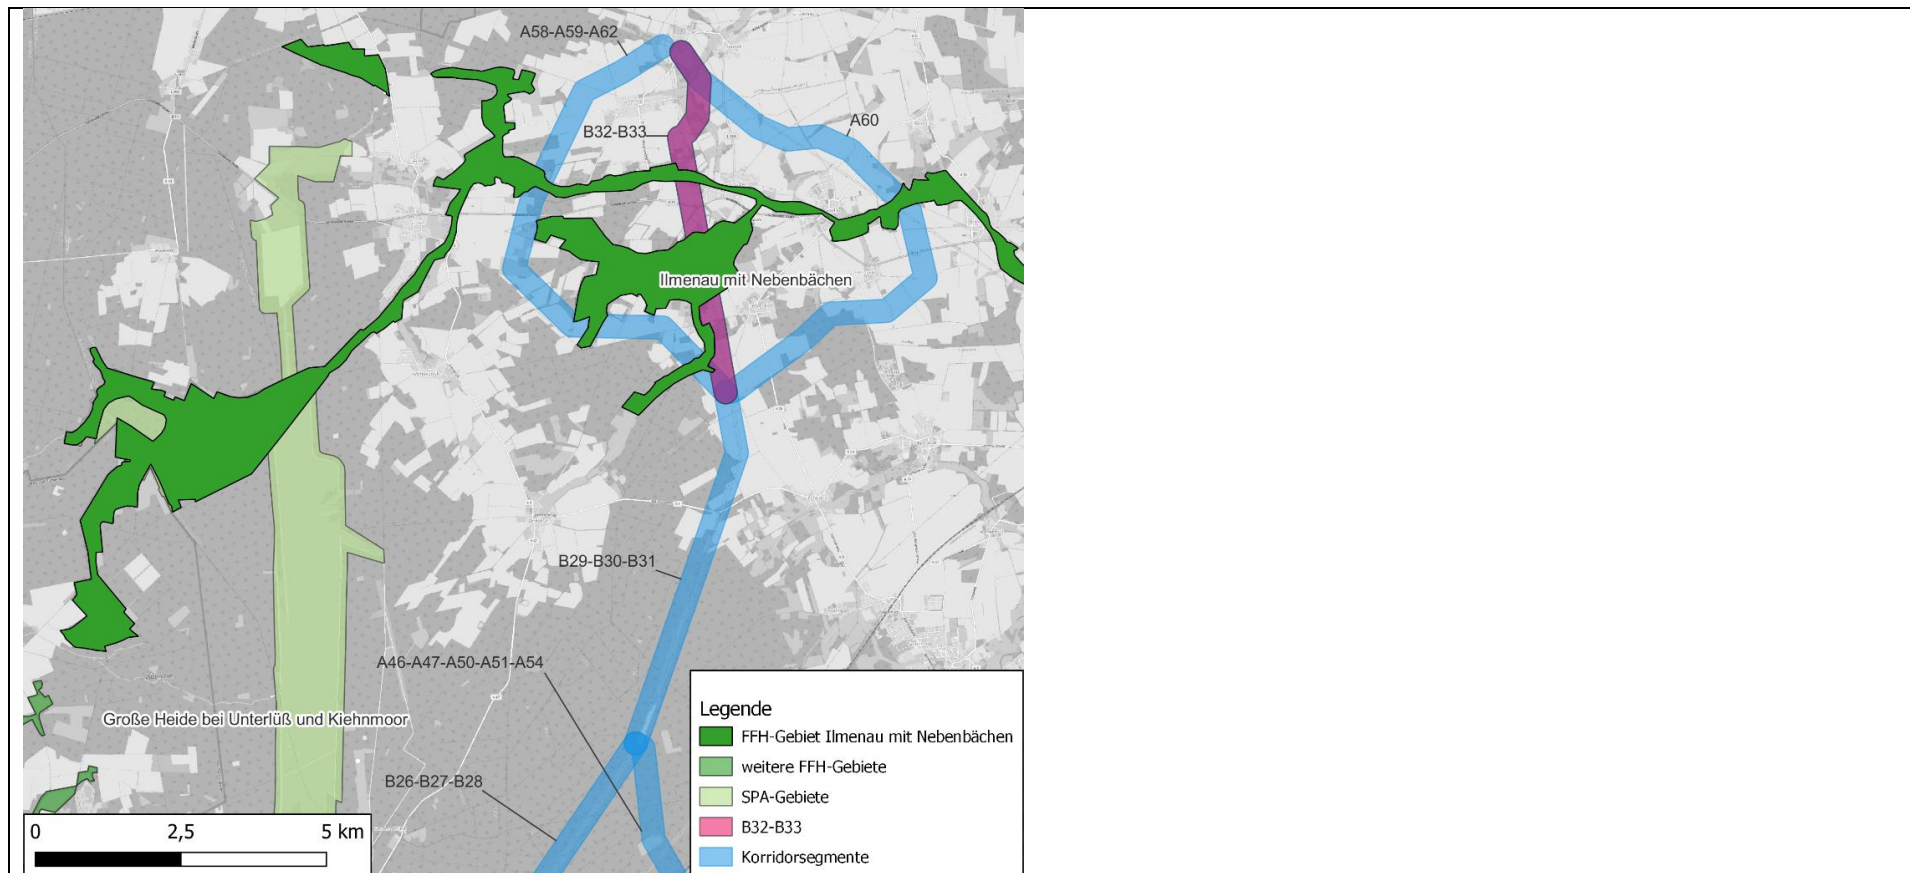 A58-A59-A62
A60
B32-B33
Ilmenau mit Nebenbächen
B29-B30-B31
A46-A47-A50-A51-A54
Große Heide bei Unterlüß und Kiehnmoor
B26-B27-B28
0 2,5 5 km
Legende
FFH-Gebiet Ilmenau mit Nebenbächen
weitere FFH-Gebiete
SPA-Gebiete
B32-B33
Korridorsegmente